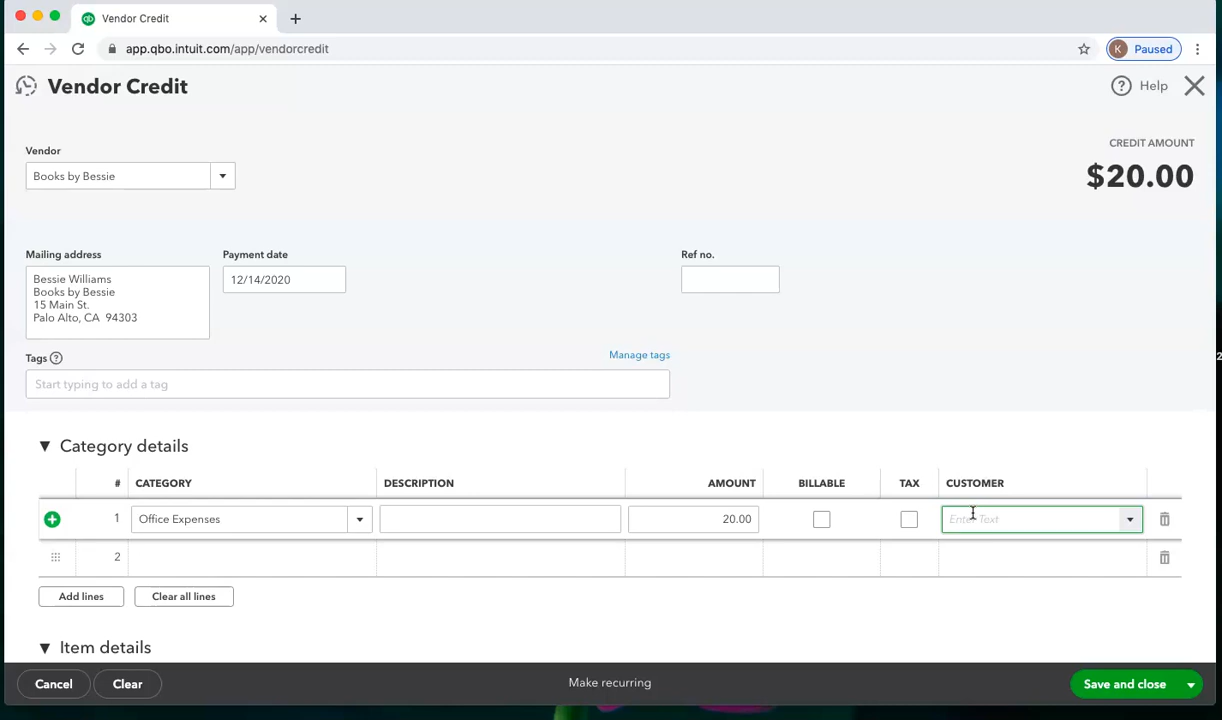 qb Vendor Credit
app.qbo.intuit.com/app/vendorcredit
K Paused
Vendor Credit
? Help
Vendor
CREDIT AMOUNT
Books by Bessie
$20.00
Mailing address
Payment date
Ref no.
Bessie Williams
Books by Bessie
15 Main St.
Palo Alto, CA 94303
12/14/2020
Tags ?
Manage tags
Start typing to add a tag
Category details
# CATEGORY DESCRIPTION AMOUNT BILLABLE TAX CUSTOMER
1 Office Expenses 20.00 Enter Text
2
Add lines Clear all lines
Item details
Cancel Clear Make recurring Save and close
2